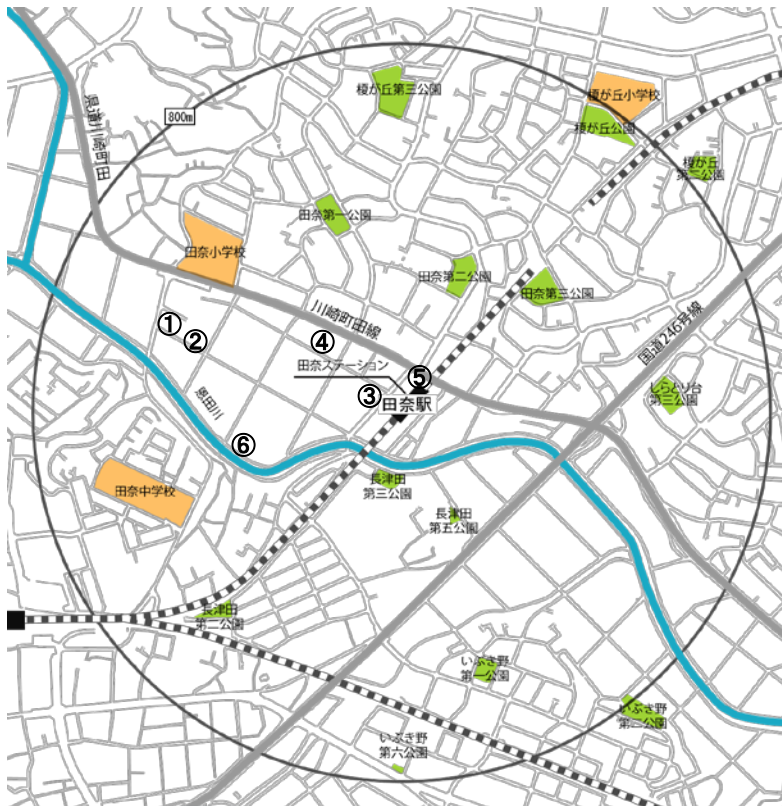 榎が丘第三公園
榎が丘小学校
県道川崎町田
800m
榎が丘公園
榎が丘
第二公園
田奈第一公園
田奈小学校
田奈第二公園
田奈第三公園
川崎町田線
国道246号線
①
②
④
田奈ステーション
⑤
③
田奈駅
しらとり台
第三公園
恩田川
⑥
田奈中学校
長津田
第三公園
長津田
第五公園
長津田
第二公園
いぶき野
第一公園
いぶき野
第二公園
いぶき野
第六公園